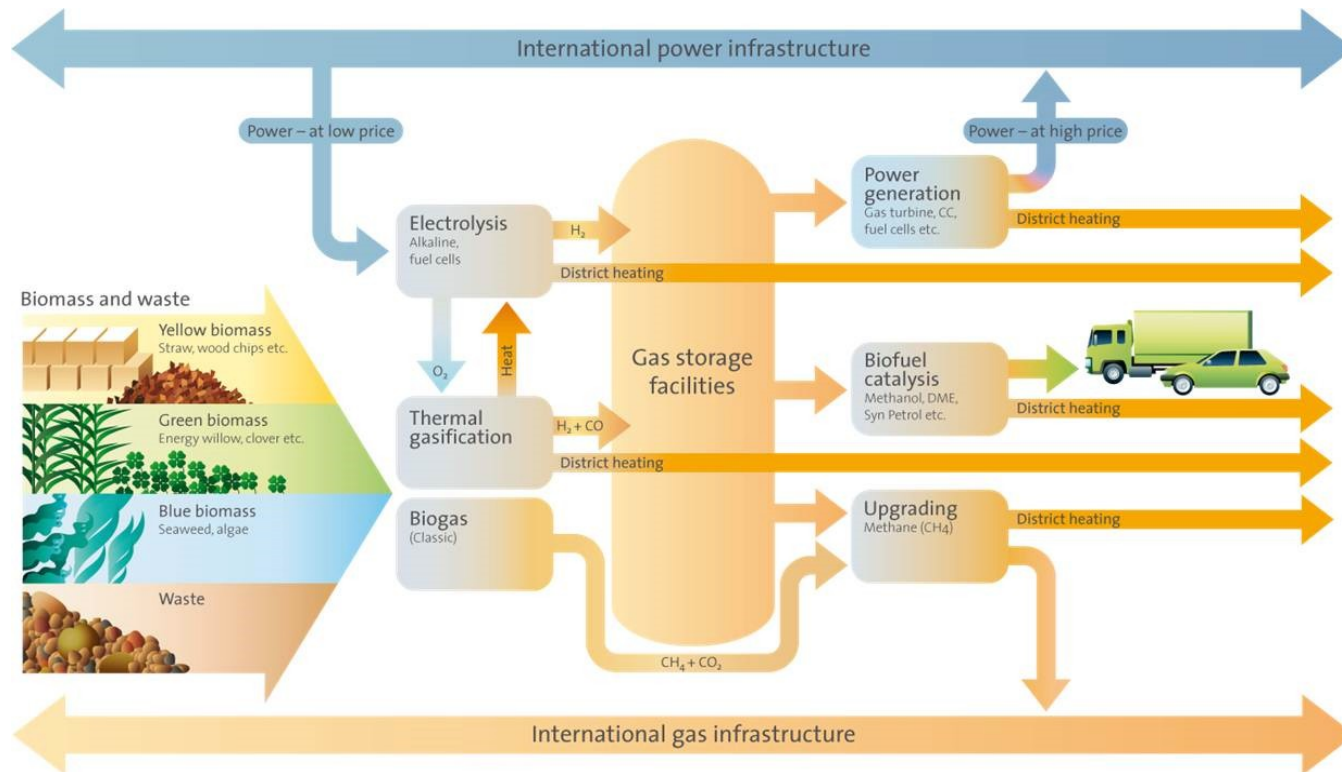 International power infrastructure
Power – at low price
Power – at high price
Electrolysis
Alkaline,
fuel cells
H₂
District heating
Power
generation
Gas turbine, CC,
fuel cells etc.
District heating
Biomass and waste
Yellow biomass
Straw, wood chips etc.
Green biomass
Energy willow, clover etc.
Blue biomass
Seaweed, algae
Waste
O₂
Heat
Gas storage
facilities
Thermal
gasification
H₂ + CO
District heating
Biofuel
catalysis
Methanol, DME,
Syn Petrol etc.
District heating
Biogas
(Classic)
CH₄ + CO₂
Upgrading
Methane (CH4)
District heating
International gas infrastructure